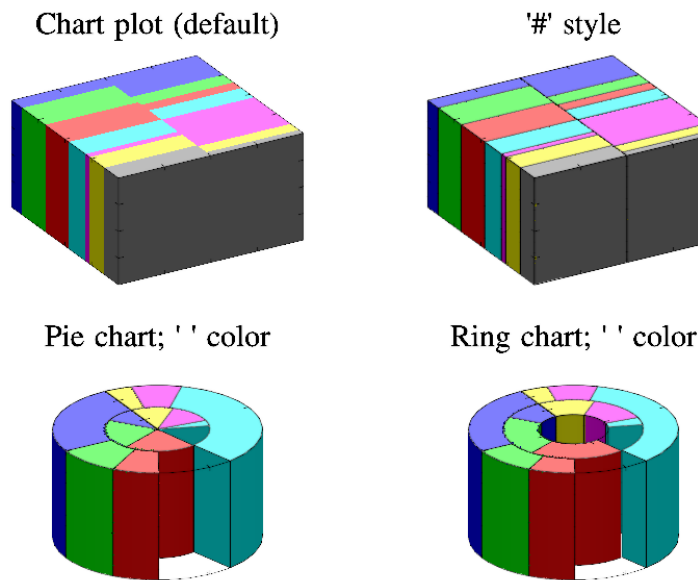 Chart plot (default)
'#' style
Pie chart; ' ' color
Ring chart; ' ' color